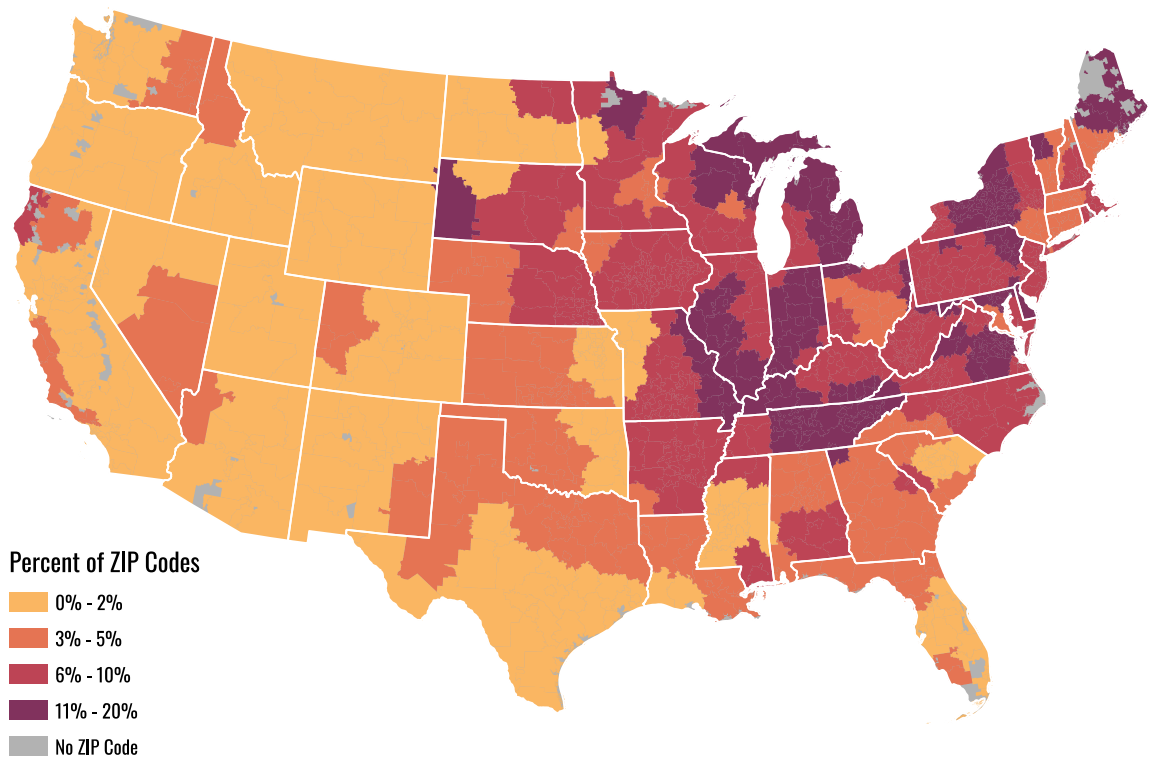 Percent of ZIP Codes
0% - 2%
3% - 5%
6% - 10%
11% - 20%
No ZIP Code